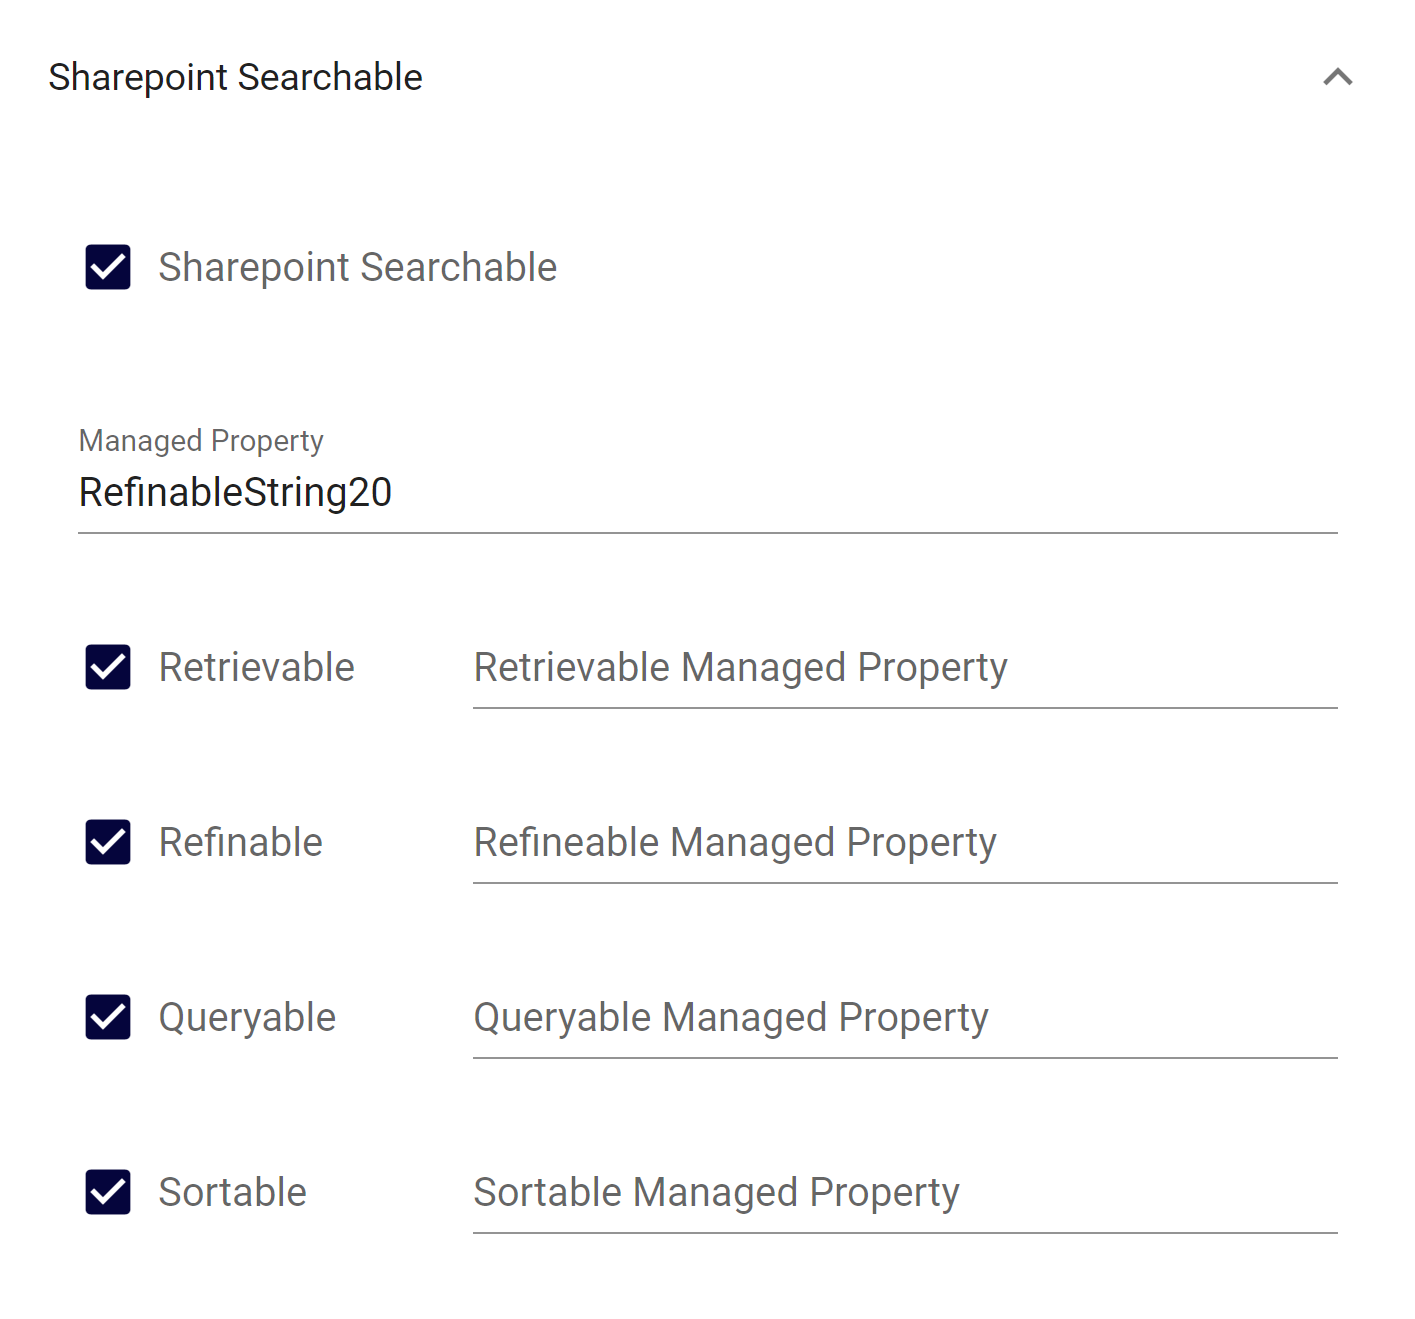 Sharepoint Searchable
Sharepoint Searchable
Managed Property
RefinableString20
Retrievable Retrievable Managed Property
Refinable Refineable Managed Property
Queryable Queryable Managed Property
Sortable Sortable Managed Property